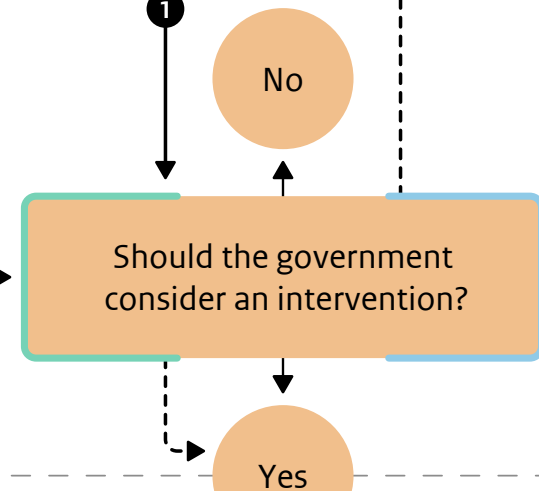 1
No
Should the government
consider an intervention?
Yes